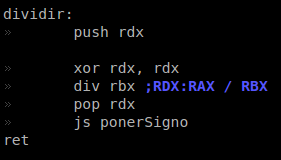 dividir:
»       push rdx
»       xor rdx, rdx
»       div rbx ;RDX:RAX / RBX
»       pop rdx
»       js ponerSigno
ret